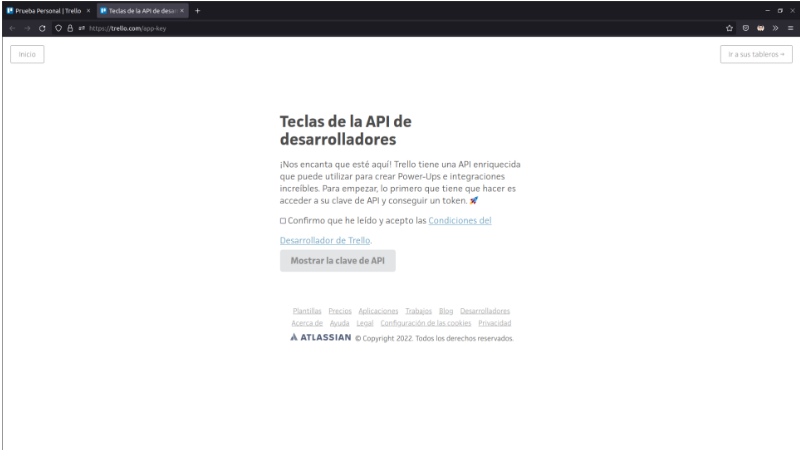 Prueba Personal | Trello
Teclas de la API de desar
https://trello.com/app-key
Inicio
Ir a sus tableros →
Teclas de la API de
desarrolladores
¡Nos encanta que esté aquí! Trello tiene una API enriquecida
que puede utilizar para crear Power-Ups e integraciones
increíbles. Para empezar, lo primero que tiene que hacer es
acceder a su clave de API y conseguir un token. 🚀
Confirmo que he leído y acepto las Condiciones del
Desarrollador de Trello.
Mostrar la clave de API
Plantillas Precios Aplicaciones Trabajos Blog Desarrolladores
Acerca de Ayuda Legal Configuración de las cookies Privacidad
ATLASSIAN © Copyright 2022. Todos los derechos reservados.